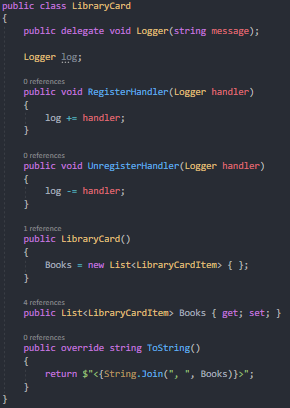 public class LibraryCard
{
public delegate void Logger(string message);
Logger log;
0 references
public void RegisterHandler(Logger handler)
{
log += handler;
}
0 references
public void UnregisterHandler(Logger handler)
{
log -= handler;
}
1 reference
public LibraryCard()
{
Books = new List<LibraryCardItem> { };
}
4 references
public List<LibraryCardItem> Books { get; set; }
0 references
public override string ToString()
{
return $"<{String.Join(", ", Books)}>";
}
}